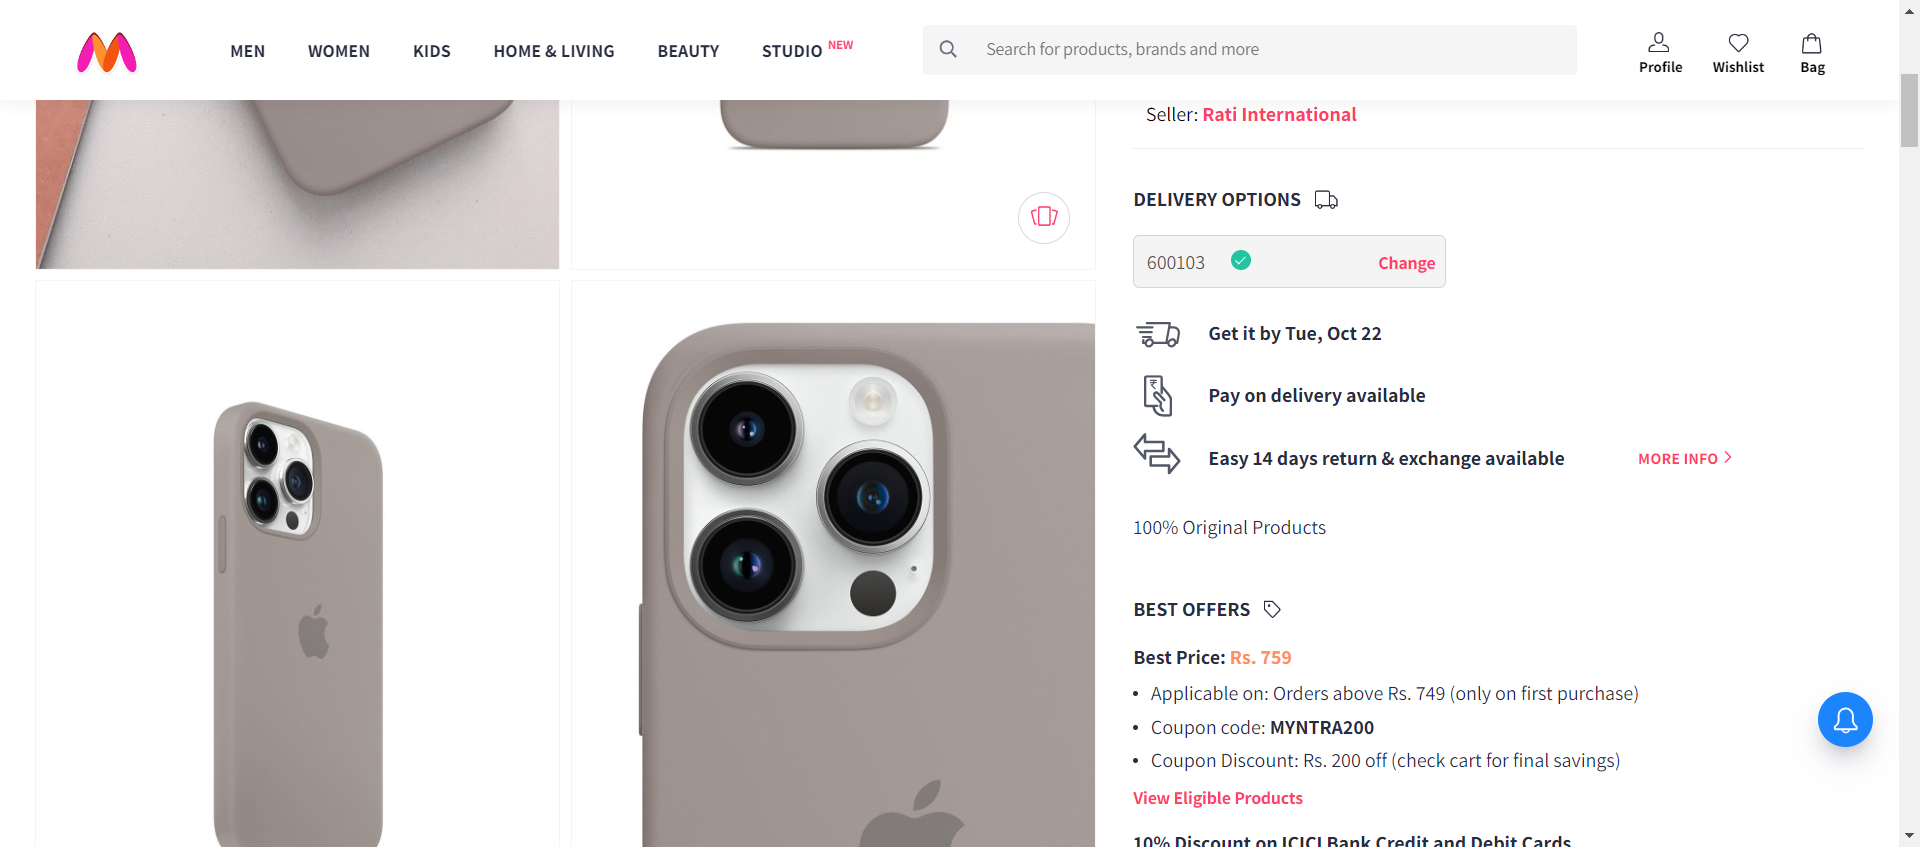 MEN WOMEN KIDS HOME & LIVING BEAUTY STUDIO NEW
Search for products, brands and more
Profile Wishlist Bag
Seller: Rati International
DELIVERY OPTIONS
600103 Change
Get it by Tue, Oct 22
Pay on delivery available
Easy 14 days return & exchange available MORE INFO
100% Original Products
BEST OFFERS
Best Price: Rs. 759
• Applicable on: Orders above Rs. 749 (only on first purchase)
• Coupon code: MYNTRA200
• Coupon Discount: Rs. 200 off (check cart for final savings)
View Eligible Products
10% Discount on ICICI Bank Credit and Debit Cards